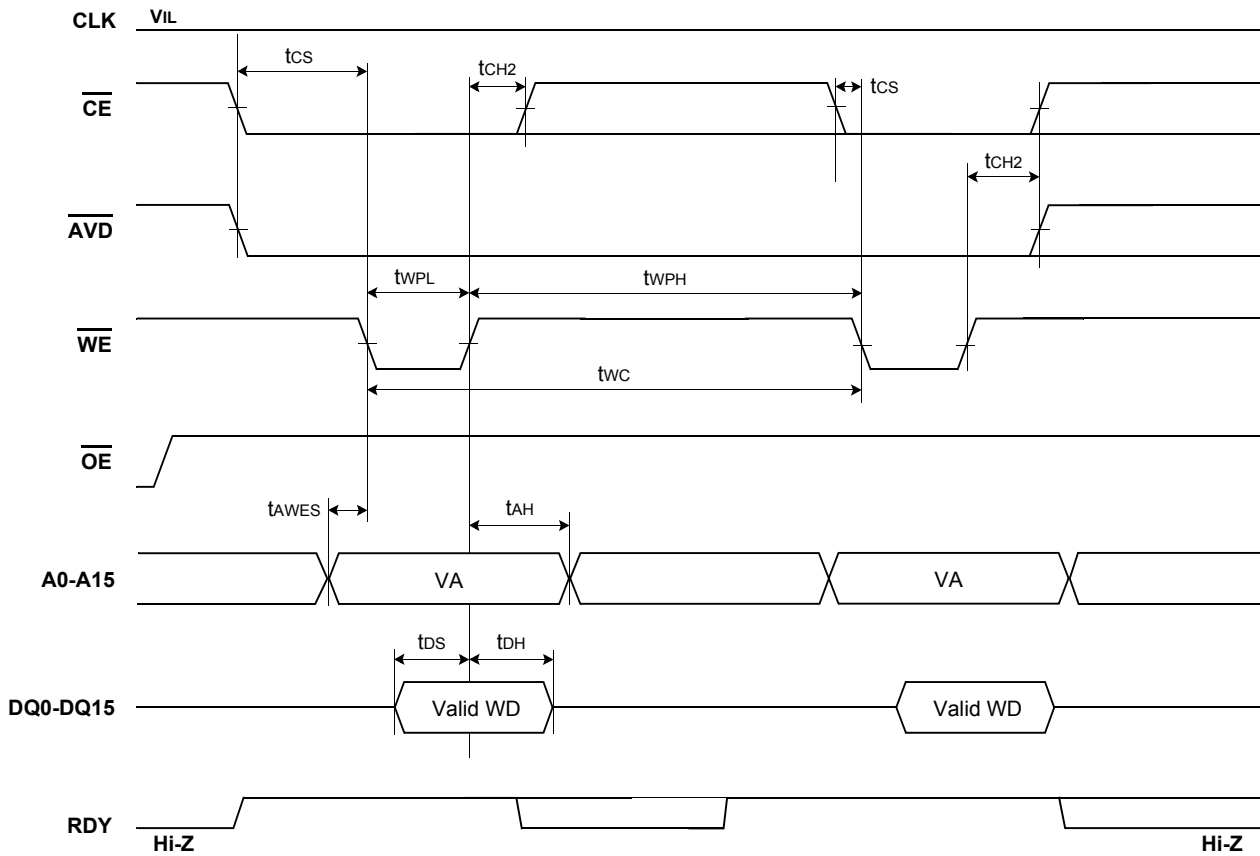 CLK VIL
tCS tCH2 tCS
CE
tCH2
AVD
tWPL tWPH
WE
tWC
OE
tAWES tAH
A0-A15 VA VA
tDS tDH
DQ0-DQ15 Valid WD Valid WD
RDY
Hi-Z Hi-Z